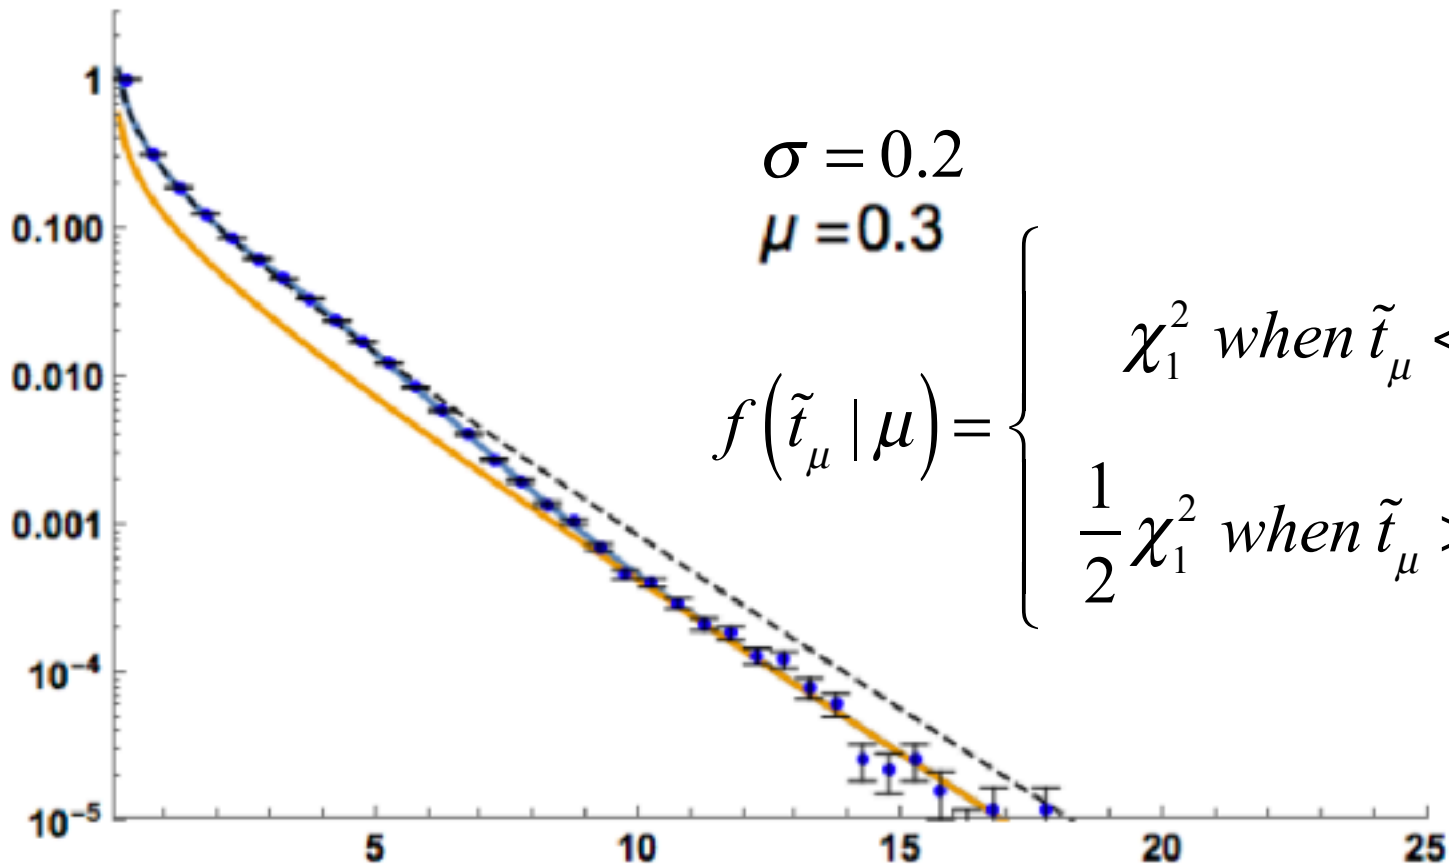 1
0.100
0.010
0.001
10⁻⁴
10⁻⁵
5
10
15
20
25
σ = 0.2
μ = 0.3
f(t̃_μ | μ) =
χ₁² when t̃_μ <
1/2 χ₁² when t̃_μ >